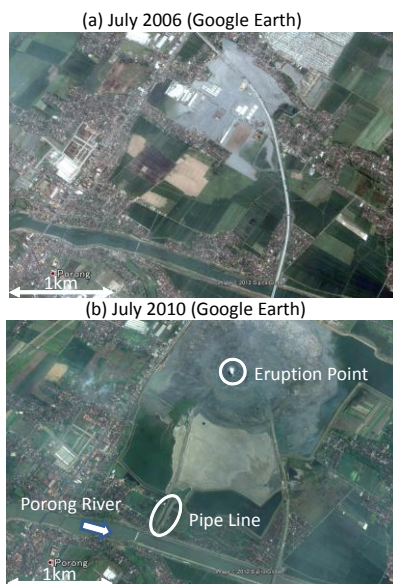 (a) July 2006 (Google Earth)
Porong
1km
(b) July 2010 (Google Earth)
Eruption Point
Porong River
Pipe Line
Porong
1km